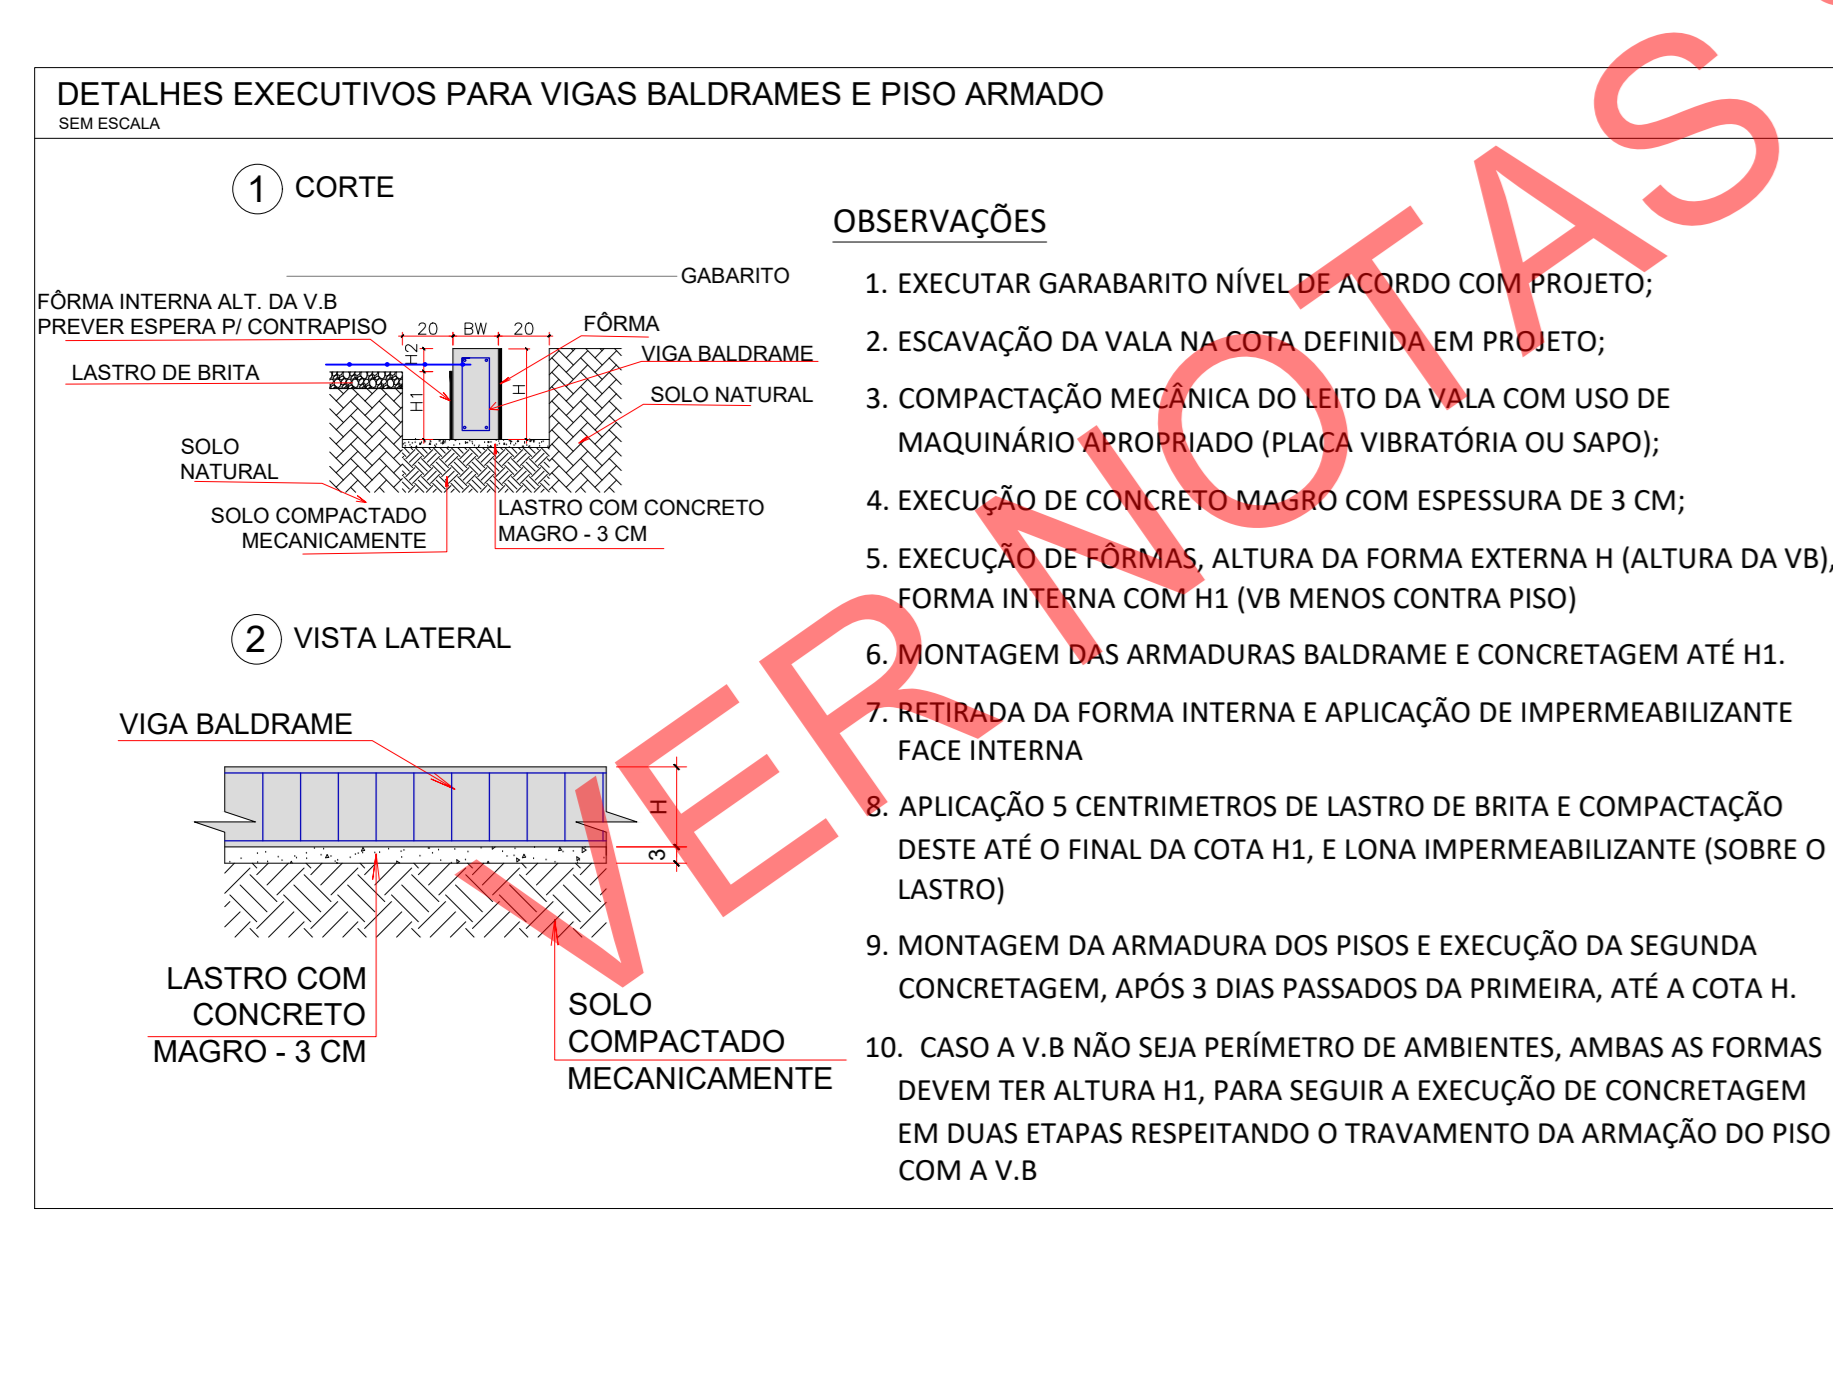 DETALHES EXECUTIVOS PARA VIGAS BALDRAMES E PISO ARMADO
SEM ESCALA
1 CORTE
GABARITO
FÔRMA INTERNA ALT. DA V.B
PREVER ESPERA P/ CONTRAPISO
20 BW 20
FÔRMA
H2
VIGA BALDRAME
LASTRO DE BRITA
H1
H
SOLO NATURAL
SOLO
NATURAL
SOLO COMPACTADO
MECANICAMENTE
LASTRO COM CONCRETO
MAGRO - 3 CM
2 VISTA LATERAL
VIGA BALDRAME
H
3
LASTRO COM
CONCRETO
MAGRO - 3 CM
SOLO
COMPACTADO
MECANICAMENTE
OBSERVAÇÕES
1. EXECUTAR GARABARITO NÍVEL DE ACORDO COM PROJETO;
2. ESCAVAÇÃO DA VALA NA COTA DEFINIDA EM PROJETO;
3. COMPACTAÇÃO MECÂNICA DO LEITO DA VALA COM USO DE
MAQUINÁRIO APROPRIADO (PLACA VIBRATÓRIA OU SAPO);
4. EXECUÇÃO DE CONCRETO MAGRO COM ESPESSURA DE 3 CM;
5. EXECUÇÃO DE FÔRMAS, ALTURA DA FORMA EXTERNA H (ALTURA DA VB),
FORMA INTERNA COM H1 (VB MENOS CONTRA PISO)
6. MONTAGEM DAS ARMADURAS BALDRAME E CONCRETAGEM ATÉ H1.
7. RETIRADA DA FORMA INTERNA E APLICAÇÃO DE IMPERMEABILIZANTE
FACE INTERNA
8. APLICAÇÃO 5 CENTRIMETROS DE LASTRO DE BRITA E COMPACTAÇÃO
DESTE ATÉ O FINAL DA COTA H1, E LONA IMPERMEABILIZANTE (SOBRE O
LASTRO)
9. MONTAGEM DA ARMADURA DOS PISOS E EXECUÇÃO DA SEGUNDA
CONCRETAGEM, APÓS 3 DIAS PASSADOS DA PRIMEIRA, ATÉ A COTA H.
10. CASO A V.B NÃO SEJA PERÍMETRO DE AMBIENTES, AMBAS AS FORMAS
DEVEM TER ALTURA H1, PARA SEGUIR A EXECUÇÃO DE CONCRETAGEM
EM DUAS ETAPAS RESPEITANDO O TRAVAMENTO DA ARMAÇÃO DO PISO
COM A V.B
VER NOTAS